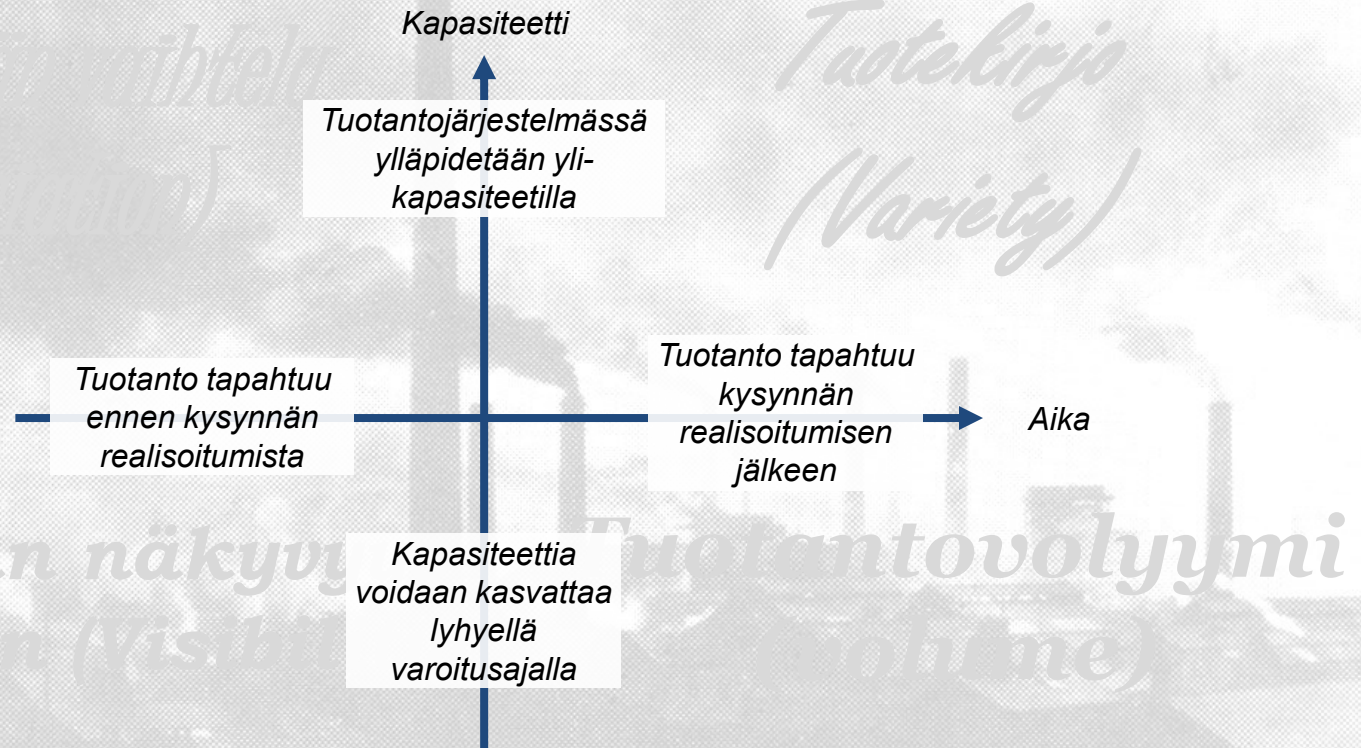 Kapasiteetti
Tuotekirjo
(Variety)
Tuotantojärjestelmässä
ylläpidetään yli-
kapasiteetilla
Tuotanto tapahtuu
ennen kysynnän
realisoitumista
Tuotanto tapahtuu
kysynnän
realisoitumisen
jälkeen
Aika
Tuotantovolyymi
Kapasiteettia
voidaan kasvattaa
lyhyellä
varoitusajalla